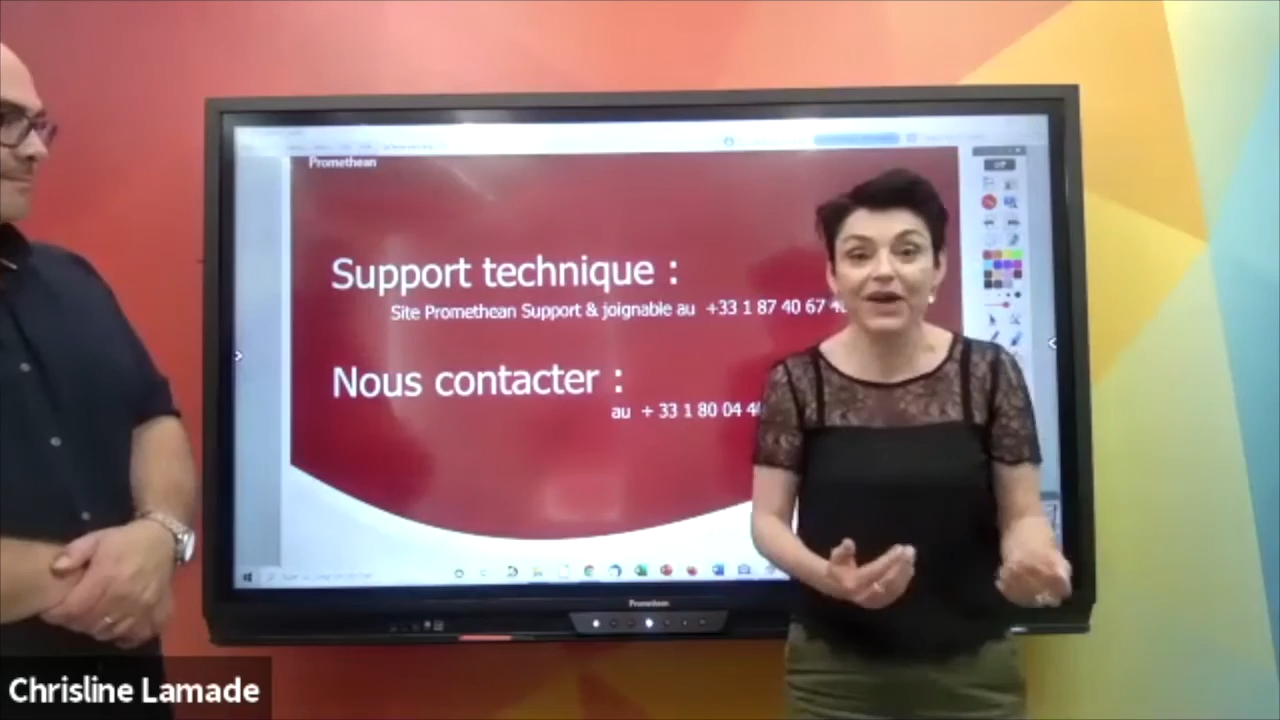 Promethean
Support technique :
Site Promethean Support & joignable au +33 1 87 40 67
Nous contacter :
au + 33 1 80 04
Promethean
Chrisline Lamade